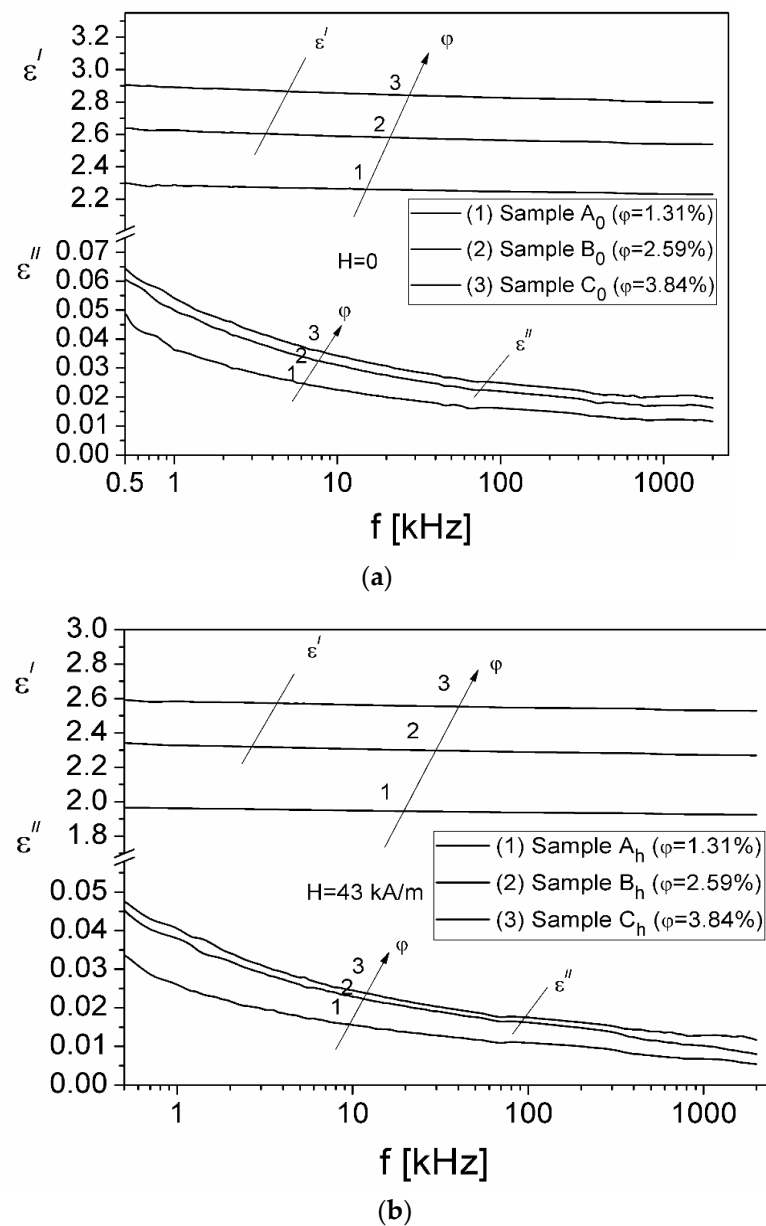 ε′
3.2
3.0
2.8
2.6
2.4
2.2
ε′
φ
3
2
1
(1) Sample A₀ (φ=1.31%)
(2) Sample B₀ (φ=2.59%)
(3) Sample C₀ (φ=3.84%)
ε″
0.07
0.06
0.05
0.04
0.03
0.02
0.01
0.00
H=0
φ
3
2
1
ε″
0.5 1 10 100 1000
f [kHz]
(a)
ε′
3.0
2.8
2.6
2.4
2.2
2.0
1.8
ε′
φ
3
2
1
(1) Sample Aₕ (φ=1.31%)
(2) Sample Bₕ (φ=2.59%)
(3) Sample Cₕ (φ=3.84%)
ε″
0.05
0.04
0.03
0.02
0.01
0.00
H=43 kA/m
φ
3
2
1
ε″
1 10 100 1000
f [kHz]
(b)